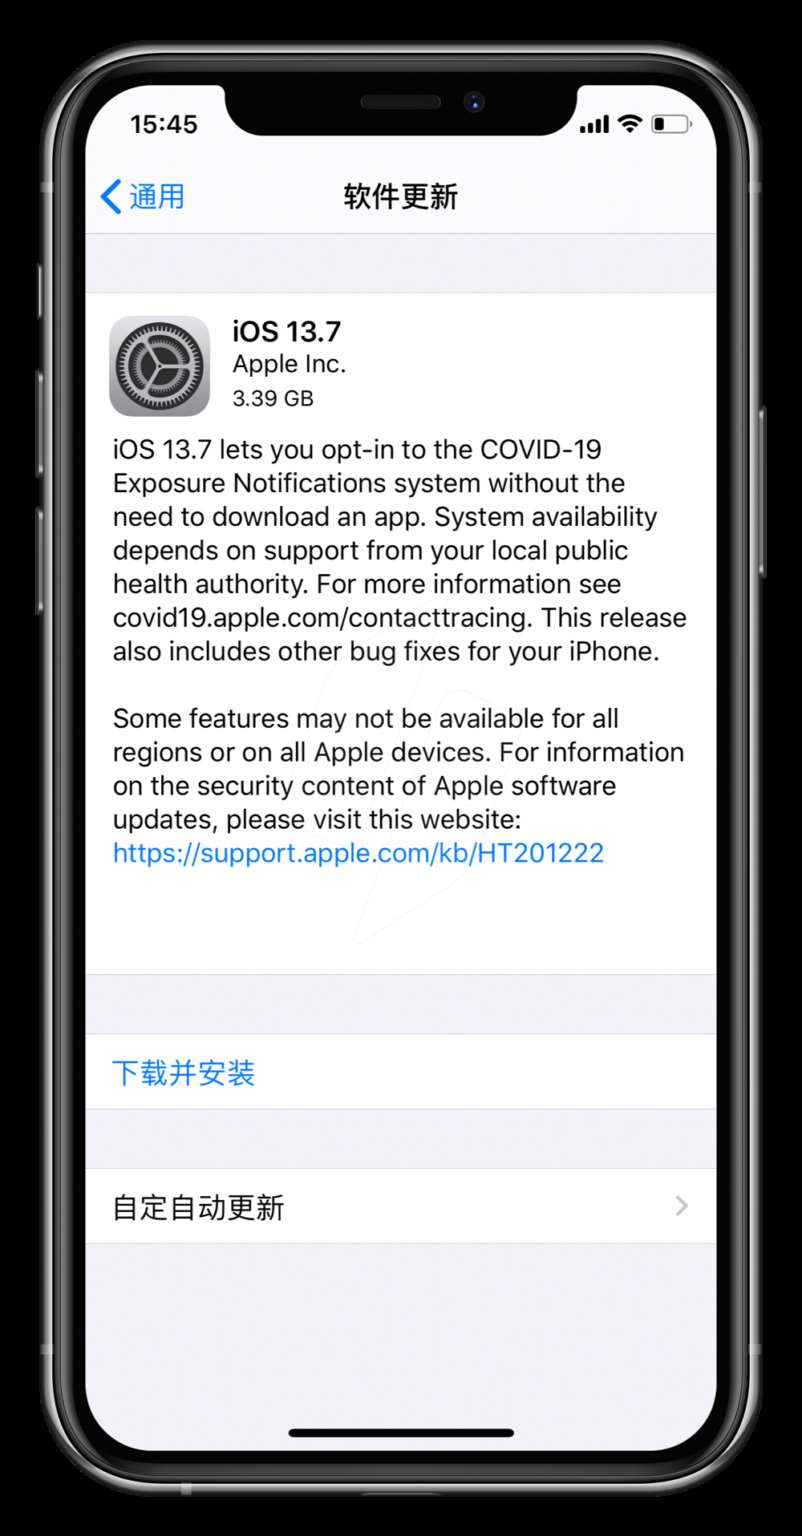 15:45
通用
软件更新
iOS 13.7
Apple Inc.
3.39 GB
iOS 13.7 lets you opt-in to the COVID-19
Exposure Notifications system without the
need to download an app. System availability
depends on support from your local public
health authority. For more information see
covid19.apple.com/contacttracing. This release
also includes other bug fixes for your iPhone.
Some features may not be available for all
regions or on all Apple devices. For information
on the security content of Apple software
updates, please visit this website:
https://support.apple.com/kb/HT201222
下载并安装
自定自动更新